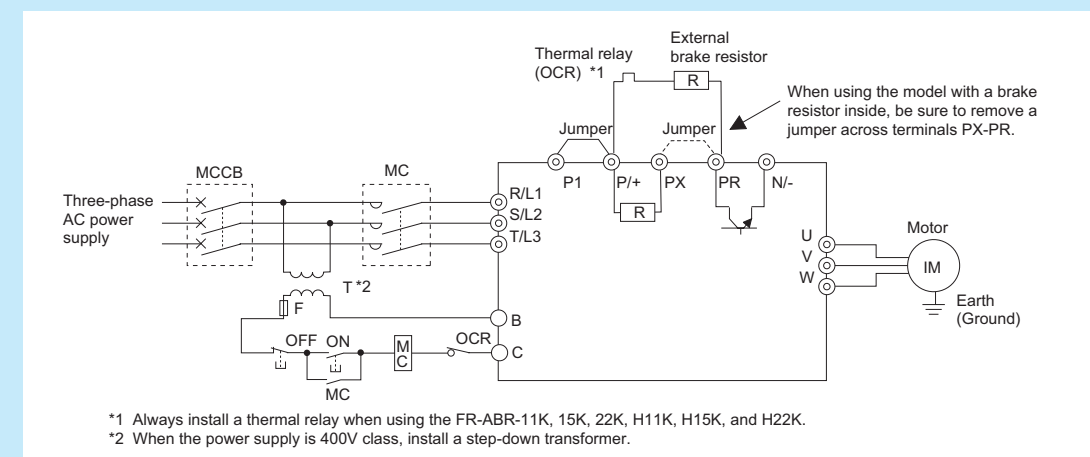 External
Thermal relay
brake resistor
(OCR) *1
R
When using the model with a brake
resistor inside, be sure to remove a
jumper across terminals PX-PR.
Jumper
Jumper
MCCB
MC
P1
P/+
PX
PR
N/-
R
Three-phase
AC power
supply
R/L1
S/L2
T/L3
U
V
W
Motor
IM
Earth
(Ground)
T *2
F
B
OFF
ON
MC
OCR
C
MC
*1 Always install a thermal relay when using the FR-ABR-11K, 15K, 22K, H11K, H15K, and H22K.
*2 When the power supply is 400V class, install a step-down transformer.